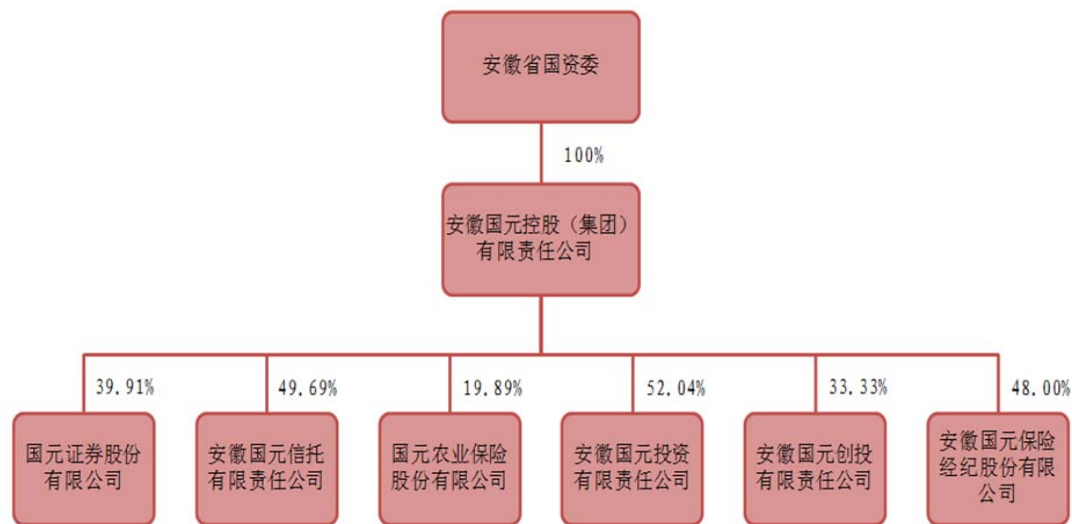 安徽省国资委
100%
安徽国元控股（集团）
有限责任公司
39.91%
49.69%
19.89%
52.04%
33.33%
48.00%
国元证券股份
有限公司
安徽国元信托
有限责任公司
国元农业保险
股份有限公司
安徽国元投资
有限责任公司
安徽国元创投
有限责任公司
安徽国元保险
经纪股份有限
公司